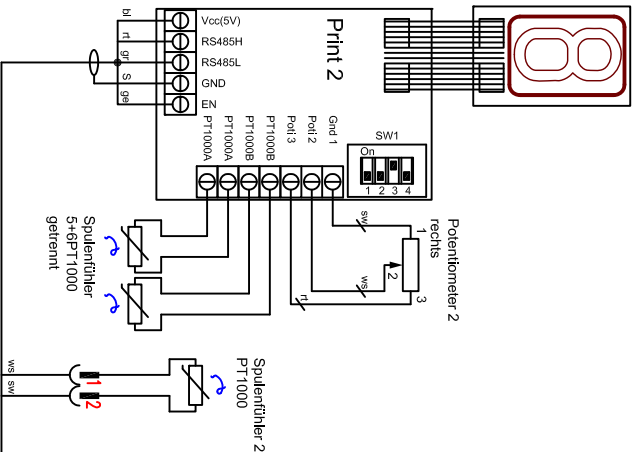 Print 2
bl
Vcc(5V)
rt
RS485H
gr
RS485L
S
GND
ge
EN
PT1000A
PT1000A
PT1000B
PT1000B
Poti 3
Poti 2
Gnd 1
SW1
On
1 2 3 4
8
sw
ws
rt
1
2
3
Potentiometer 2
rechts
Spulenfühler
5+6PT1000
getrennt
Spulenfühler 2
PT1000
1
2
ws
sw